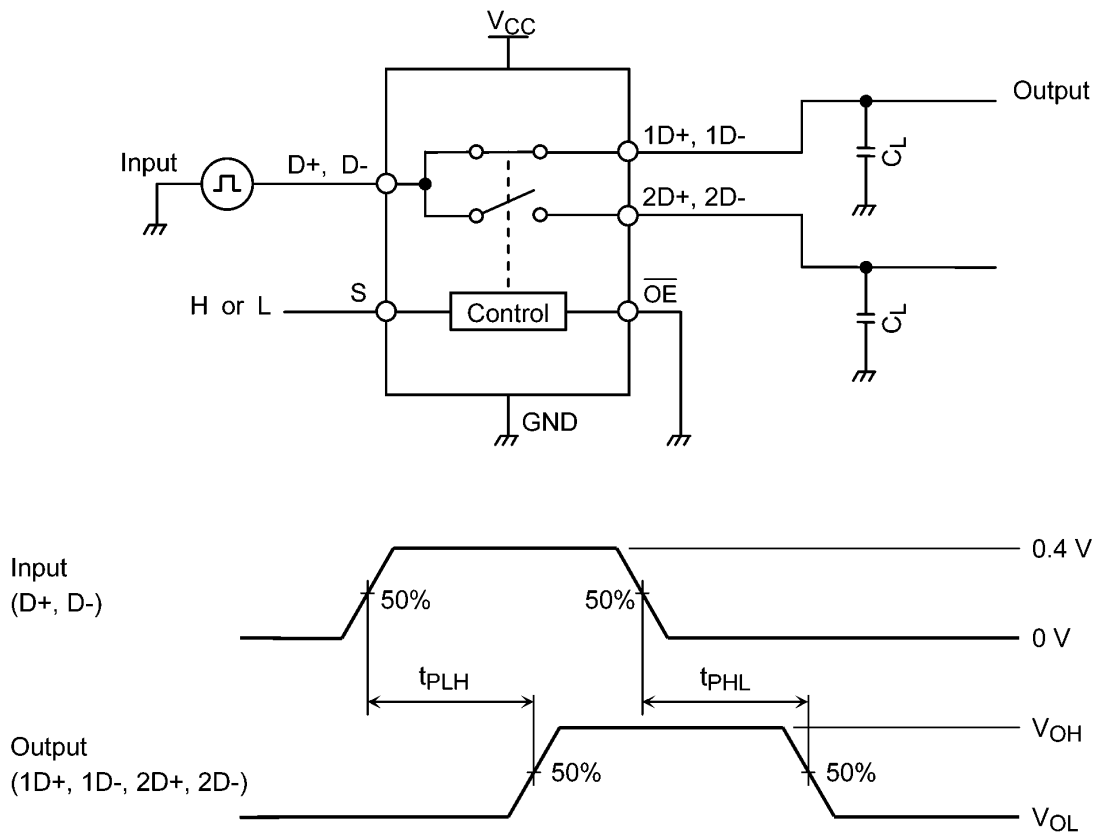 VCC
Output
1D+, 1D-
Input
D+, D-
CL
2D+, 2D-
S
OE
H or L
Control
CL
GND
0.4 V
Input
(D+, D-)
50%
50%
0 V
tPLH
tPHL
VOH
Output
(1D+, 1D-, 2D+, 2D-)
50%
50%
VOL